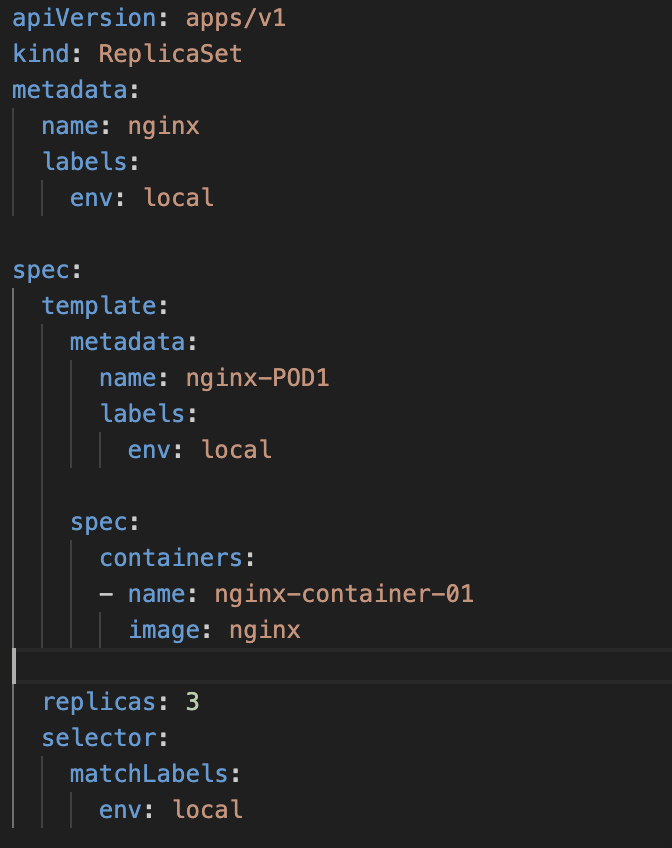 apiVersion: apps/v1
kind: ReplicaSet
metadata:
  name: nginx
  labels:
    env: local

spec:
  template:
    metadata:
      name: nginx-POD1
      labels:
        env: local

    spec:
      containers:
      - name: nginx-container-01
        image: nginx

  replicas: 3
  selector:
    matchLabels:
      env: local